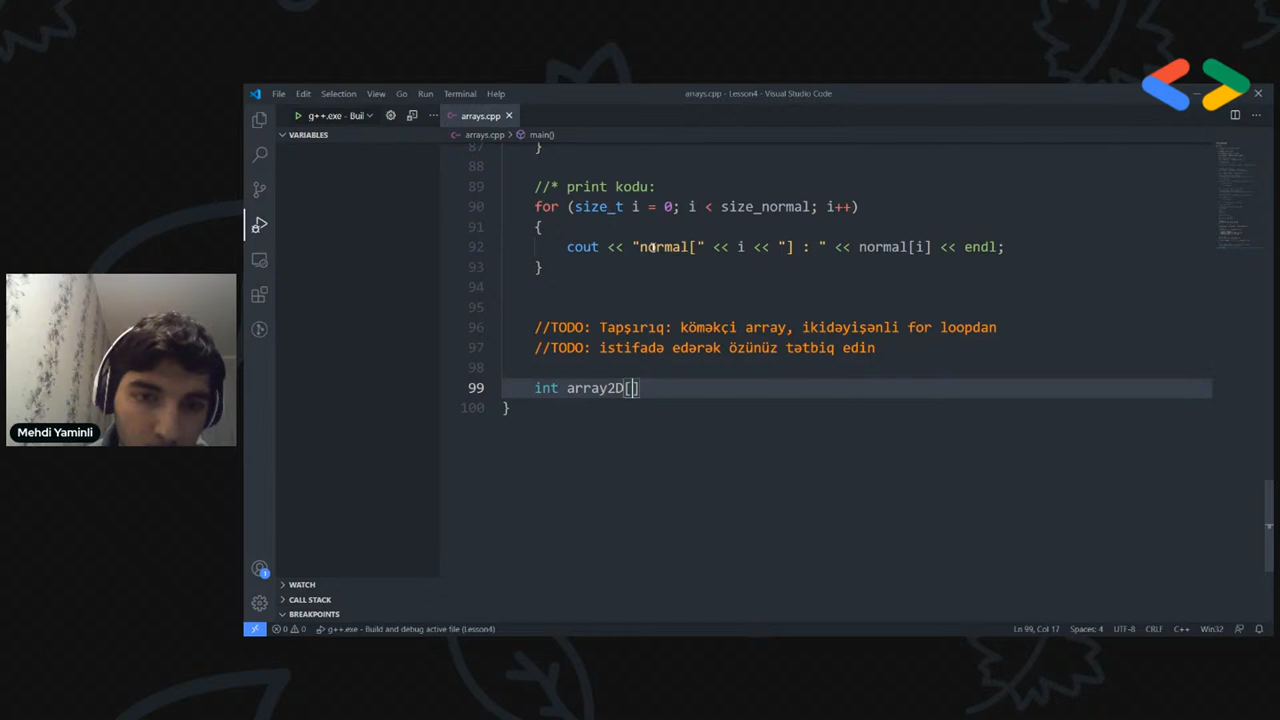 File Edit Selection View Go Run Terminal Help
arrays.cpp - Lesson4 - Visual Studio Code
g++.exe - Buil
arrays.cpp
VARIABLES
arrays.cpp > main()
87 }
88
89 //* print kodu:
90 for (size_t i = 0; i < size_normal; i++)
91 {
92 cout << "normal[" << i << "] : " << normal[i] << endl;
93 }
94
95
96 //TODO: Tapşırıq: köməkçi array, ikidəyişənli for loopdan
97 //TODO: istifadə edərək özünüz tətbiq edin
98
99 int array2D[]
100 }
Mehdi Yaminli
1
WATCH
CALL STACK
BREAKPOINTS
0 0 g++.exe - Build and debug active file (Lesson4)
Ln 99, Col 17 Spaces: 4 UTF-8 CRLF C++ Win32